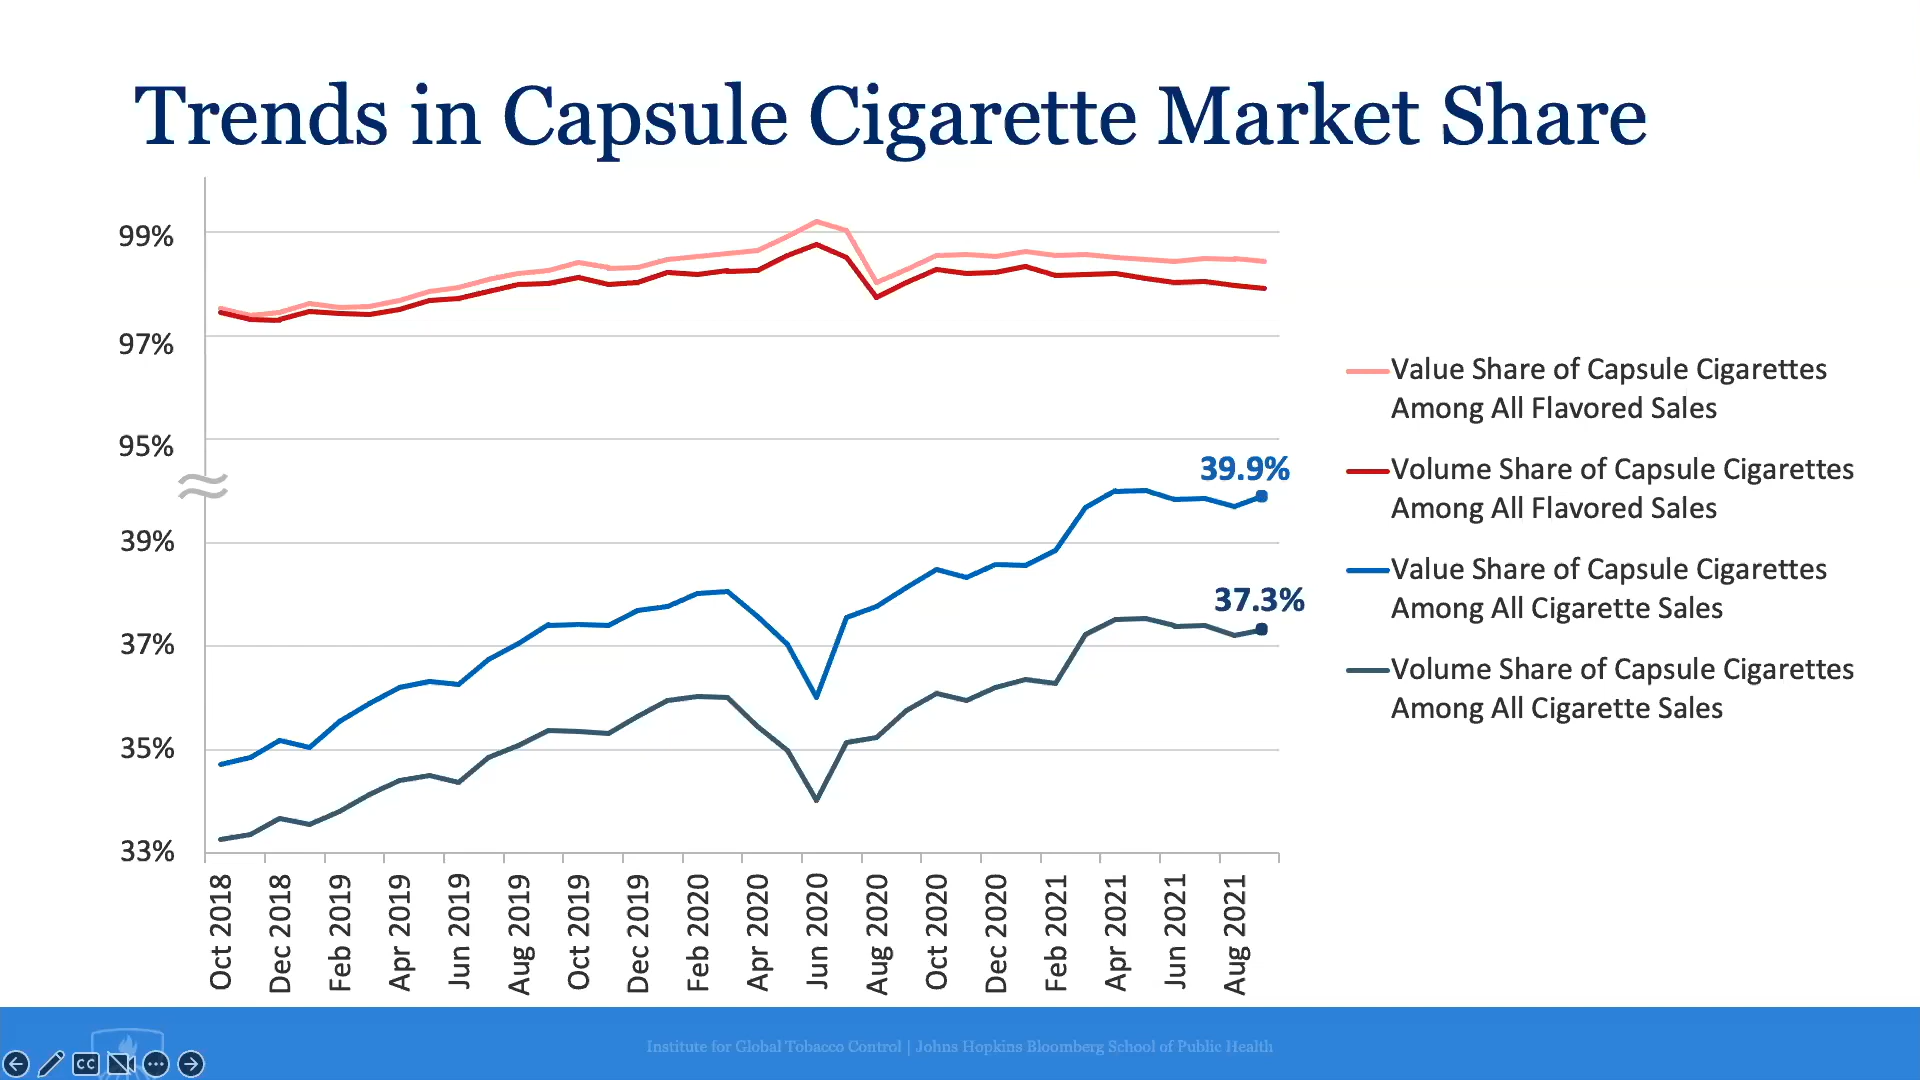 Trends in Capsule Cigarette Market Share
99%
97%
95%
39%
37%
35%
33%
39.9%
37.3%
Oct 2018
Dec 2018
Feb 2019
Apr 2019
Jun 2019
Aug 2019
Oct 2019
Dec 2019
Feb 2020
Apr 2020
Jun 2020
Aug 2020
Oct 2020
Dec 2020
Feb 2021
Apr 2021
Jun 2021
Aug 2021
Value Share of Capsule Cigarettes
Among All Flavored Sales
Volume Share of Capsule Cigarettes
Among All Flavored Sales
Value Share of Capsule Cigarettes
Among All Cigarette Sales
Volume Share of Capsule Cigarettes
Among All Cigarette Sales
Institute for Global Tobacco Control | Johns Hopkins Bloomberg School of Public Health
CC